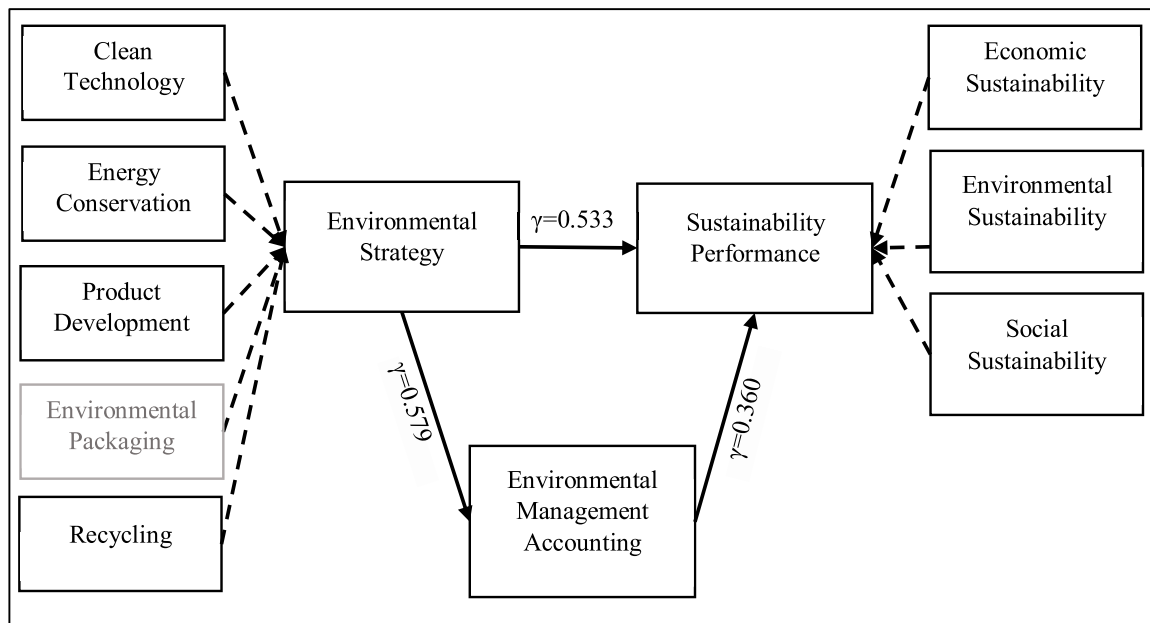 Clean
Technology
Energy
Conservation
Product
Development
Environmental
Packaging
Recycling
Environmental
Strategy
γ=0.533
γ=0.579
Environmental
Management
Accounting
γ=0.360
Sustainability
Performance
Economic
Sustainability
Environmental
Sustainability
Social
Sustainability